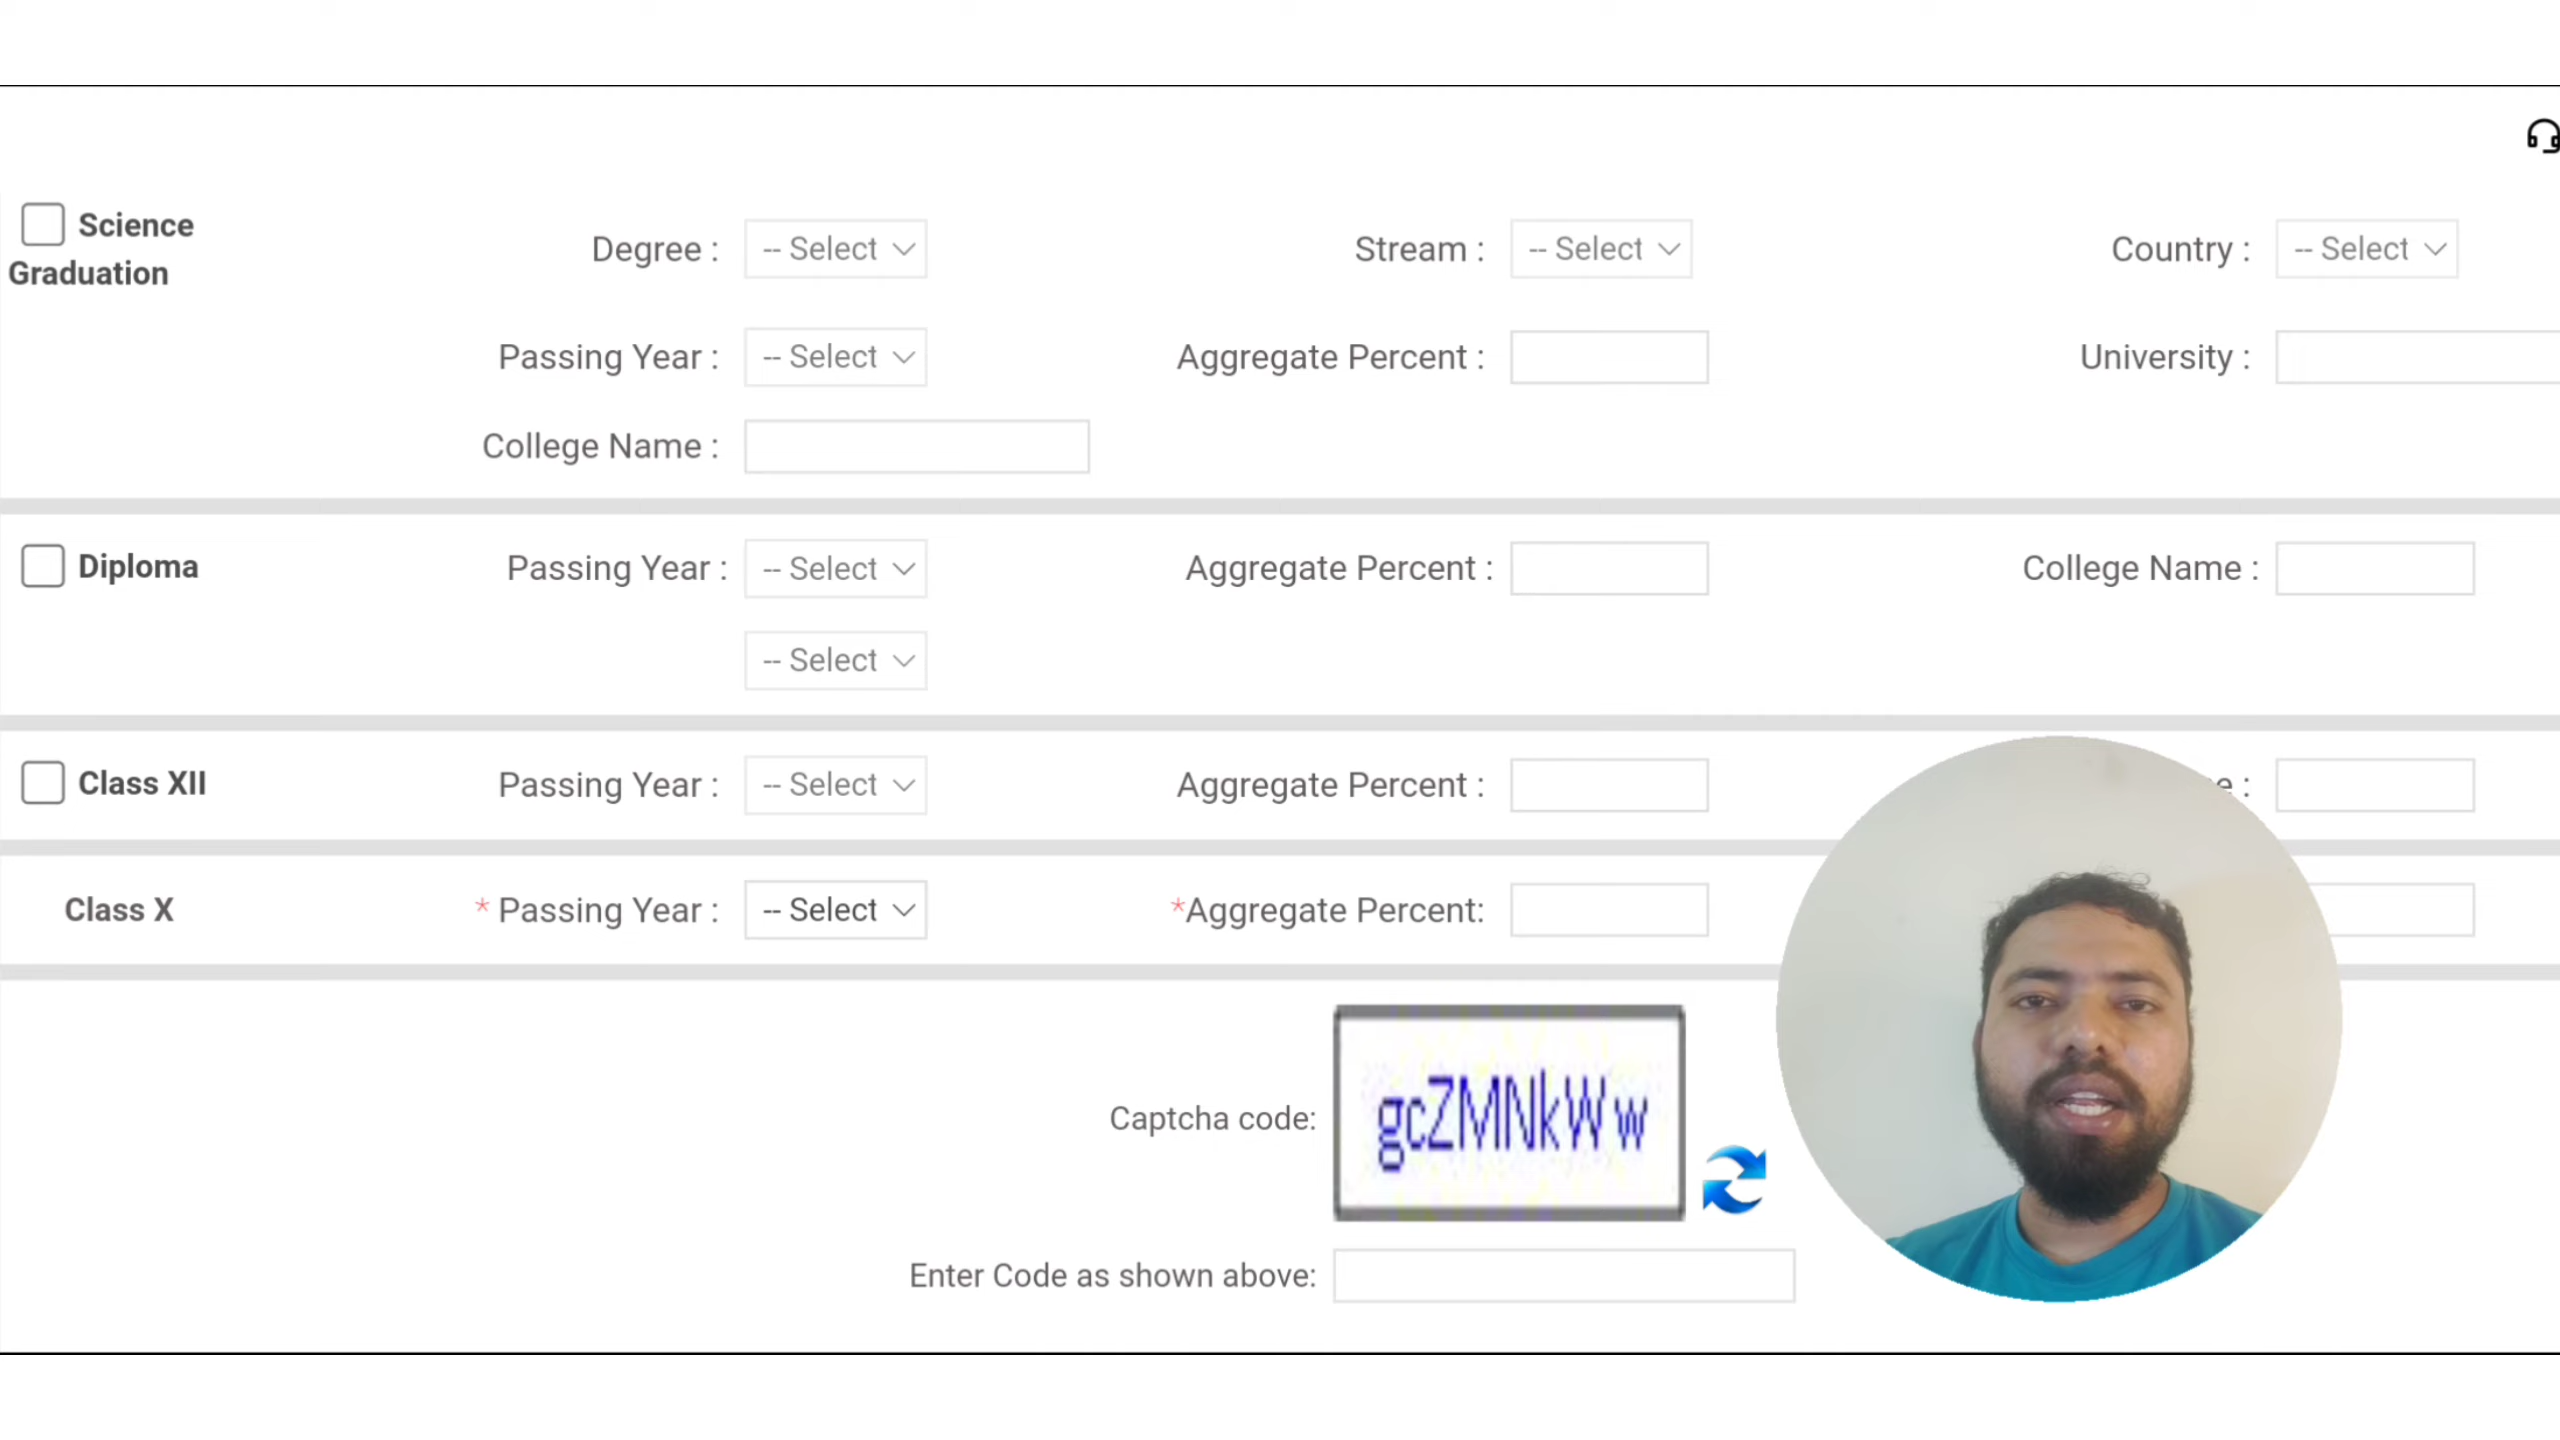 Science
Graduation
Degree : -- Select Stream : -- Select Country : -- Select
Passing Year : -- Select Aggregate Percent : University :
College Name :
Diploma Passing Year : -- Select Aggregate Percent : College Name :
-- Select
Class XII Passing Year : -- Select Aggregate Percent : e :
Class X * Passing Year : -- Select *Aggregate Percent:
Captcha code: gcZMNkWw
Enter Code as shown above: